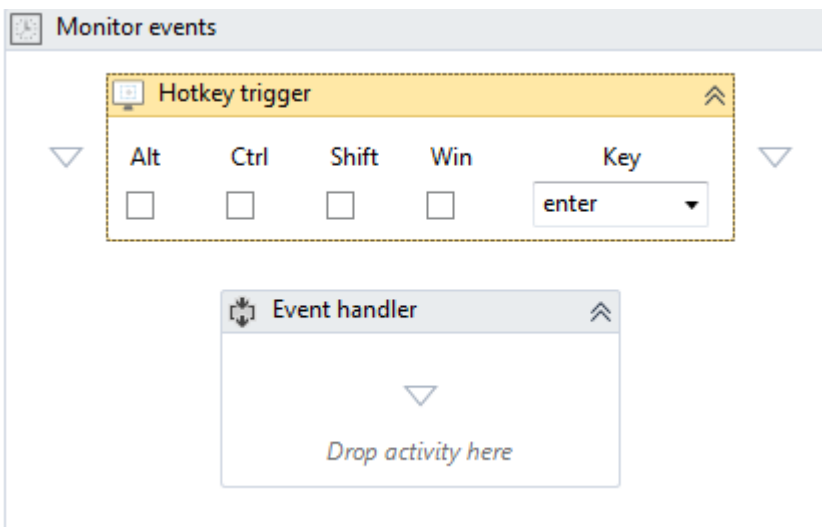 Monitor events
Hotkey trigger
Alt Ctrl Shift Win Key
enter
Event handler
Drop activity here